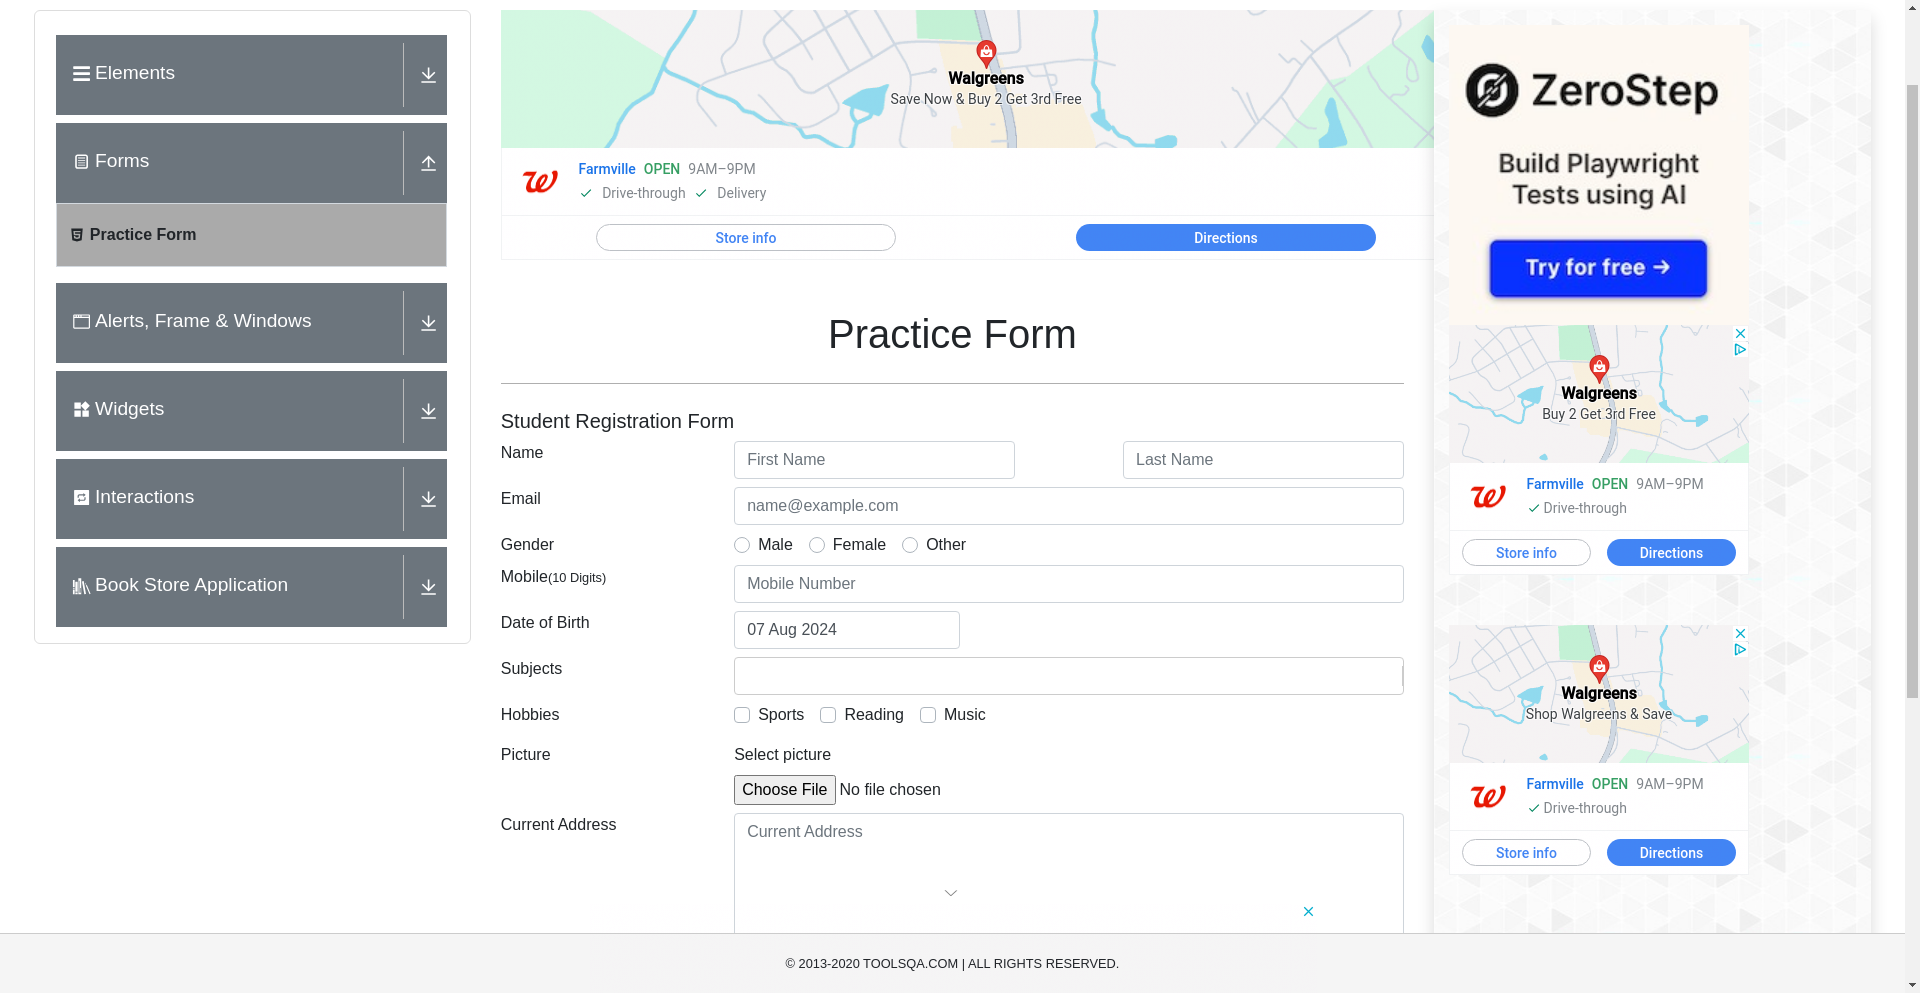 Elements
Forms
Practice Form
Alerts, Frame & Windows
Widgets
Interactions
Book Store Application
Walgreens
Save Now & Buy 2 Get 3rd Free
Farmville OPEN 9AM–9PM
Drive-through Delivery
Store info Directions
Practice Form
Student Registration Form
Name First Name Last Name
Email name@example.com
Gender Male Female Other
Mobile(10 Digits) Mobile Number
Date of Birth 07 Aug 2024
Subjects
Hobbies Sports Reading Music
Picture Select picture
Choose File No file chosen
Current Address Current Address
ZeroStep
Build Playwright
Tests using AI
Try for free →
Walgreens
Buy 2 Get 3rd Free
Farmville OPEN 9AM–9PM
Drive-through
Store info Directions
Walgreens
Shop Walgreens & Save
Farmville OPEN 9AM–9PM
Drive-through
Store info Directions
© 2013-2020 TOOLSQA.COM | ALL RIGHTS RESERVED.